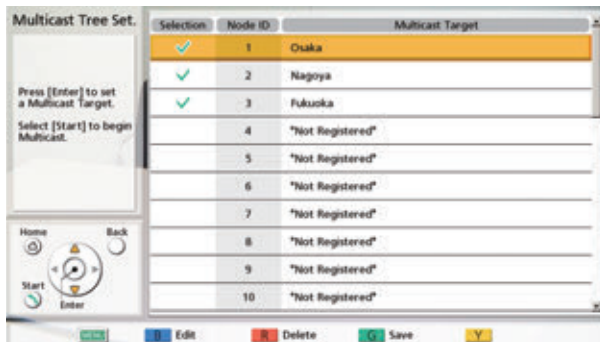 Multicast Tree Set.
Press [Enter] to set
a Multicast Target.
Select [Start] to begin
Multicast.
Home
Back
Start
Enter
Selection Node ID Multicast Target
1 Osaka
2 Nagoya
3 Fukuoka
4 "Not Registered"
5 "Not Registered"
6 "Not Registered"
7 "Not Registered"
8 "Not Registered"
9 "Not Registered"
10 "Not Registered"
B Edit R Delete G Save Y